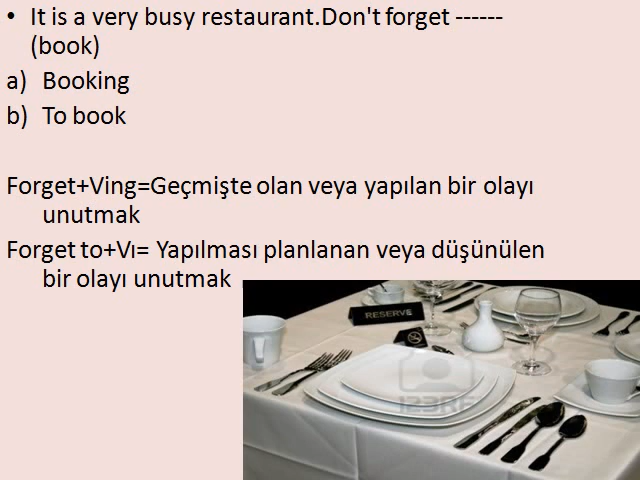 • It is a very busy restaurant.Don't forget ------
(book)
a) Booking
b) To book
Forget+Ving=Geçmişte olan veya yapılan bir olayı
unutmak
Forget to+Vı= Yapılması planlanan veya düşünülen
bir olayı unutmak
RESERVE
123RF